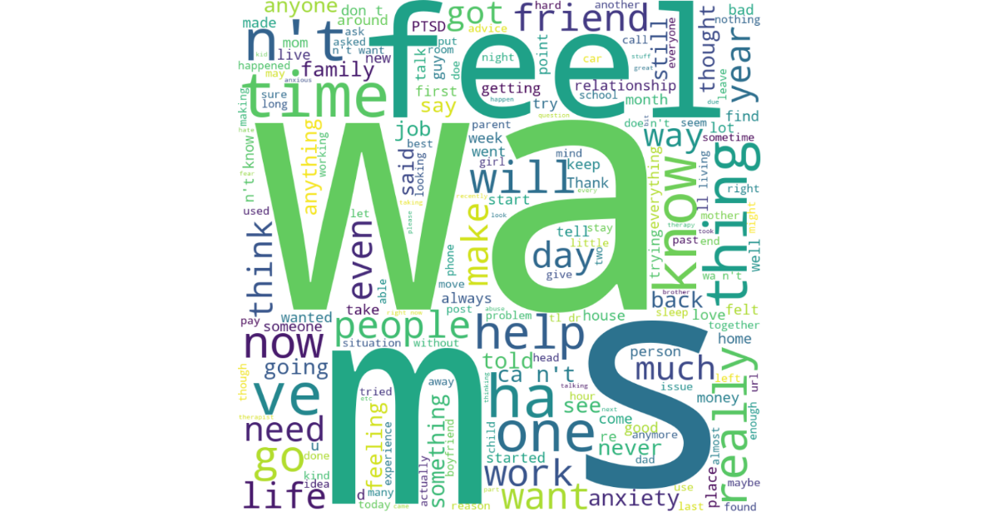 anyone
don t
around
got
friend
hard
another
bad
nothing
made
n't
feel
PTSD
ask
asked
n't want
put
room
advice
call
stuff
great
still
everyone
thought
year
mom
live
kid
happened
new
talk
guy
doe
night
point
car
may
anxious
family
time
first
say
getting
happen
try
relationship
school
month
question
due
leave
find
sure
long
making
hate
fear
n't know
used
anything
working
job
best
said
looking
taking
please
let
parent
week
went
girl
will
start
recently
look
mind
keep
Thank
every
tell
stay
little
two
bit
doe n't
seem
sometime
way
lot
know
everything
trying
ll
living
right
mother
might
therapy
took
past
end
well
thing
wa n't
wa
think
even
able
phone
move
make
day
give
brother
back
always
take
right now
post
abuse
problem
tl dr
house
sleep
love
felt
together
pay
someone
wanted
now
people
situation
without
help
told
head
person
much
home
issue
left
url
though
going
ve
m
tried
etc
away
feeling
experience
something
boyfriend
thinking
ca n't
talking
ha
hour
see
next
come
S
money
really
enough
almost
therapist
need
u
go
done
kind
idea
life
d
many
today
came
actually
child
one
started
re
good
anymore
never
dad
work
reason
part
want
anxiety
use
last
place
maybe
found